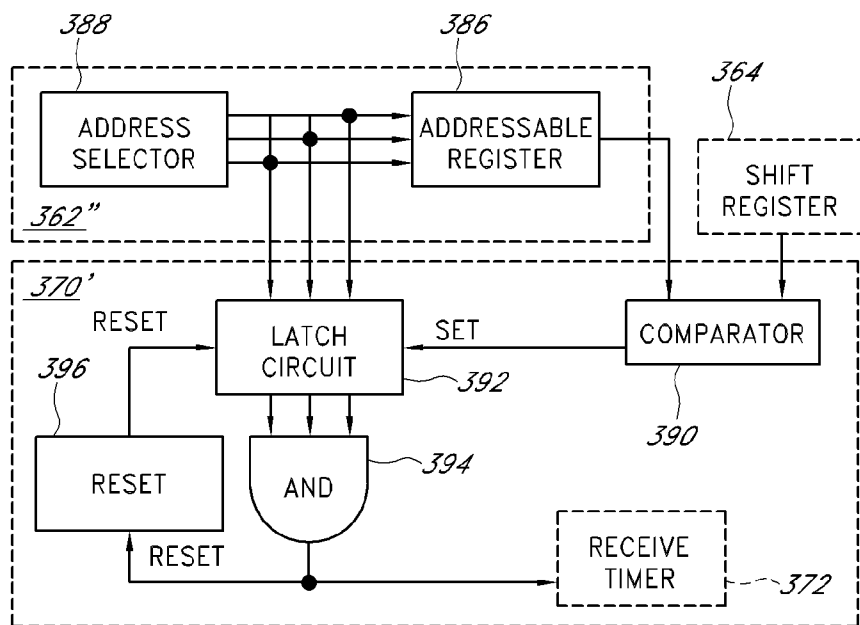 388
386
364
ADDRESS
SELECTOR
ADDRESSABLE
REGISTER
SHIFT
REGISTER
362"
370'
RESET
LATCH
CIRCUIT
SET
COMPARATOR
392
390
396
RESET
AND
394
RESET
RECEIVE
TIMER
372